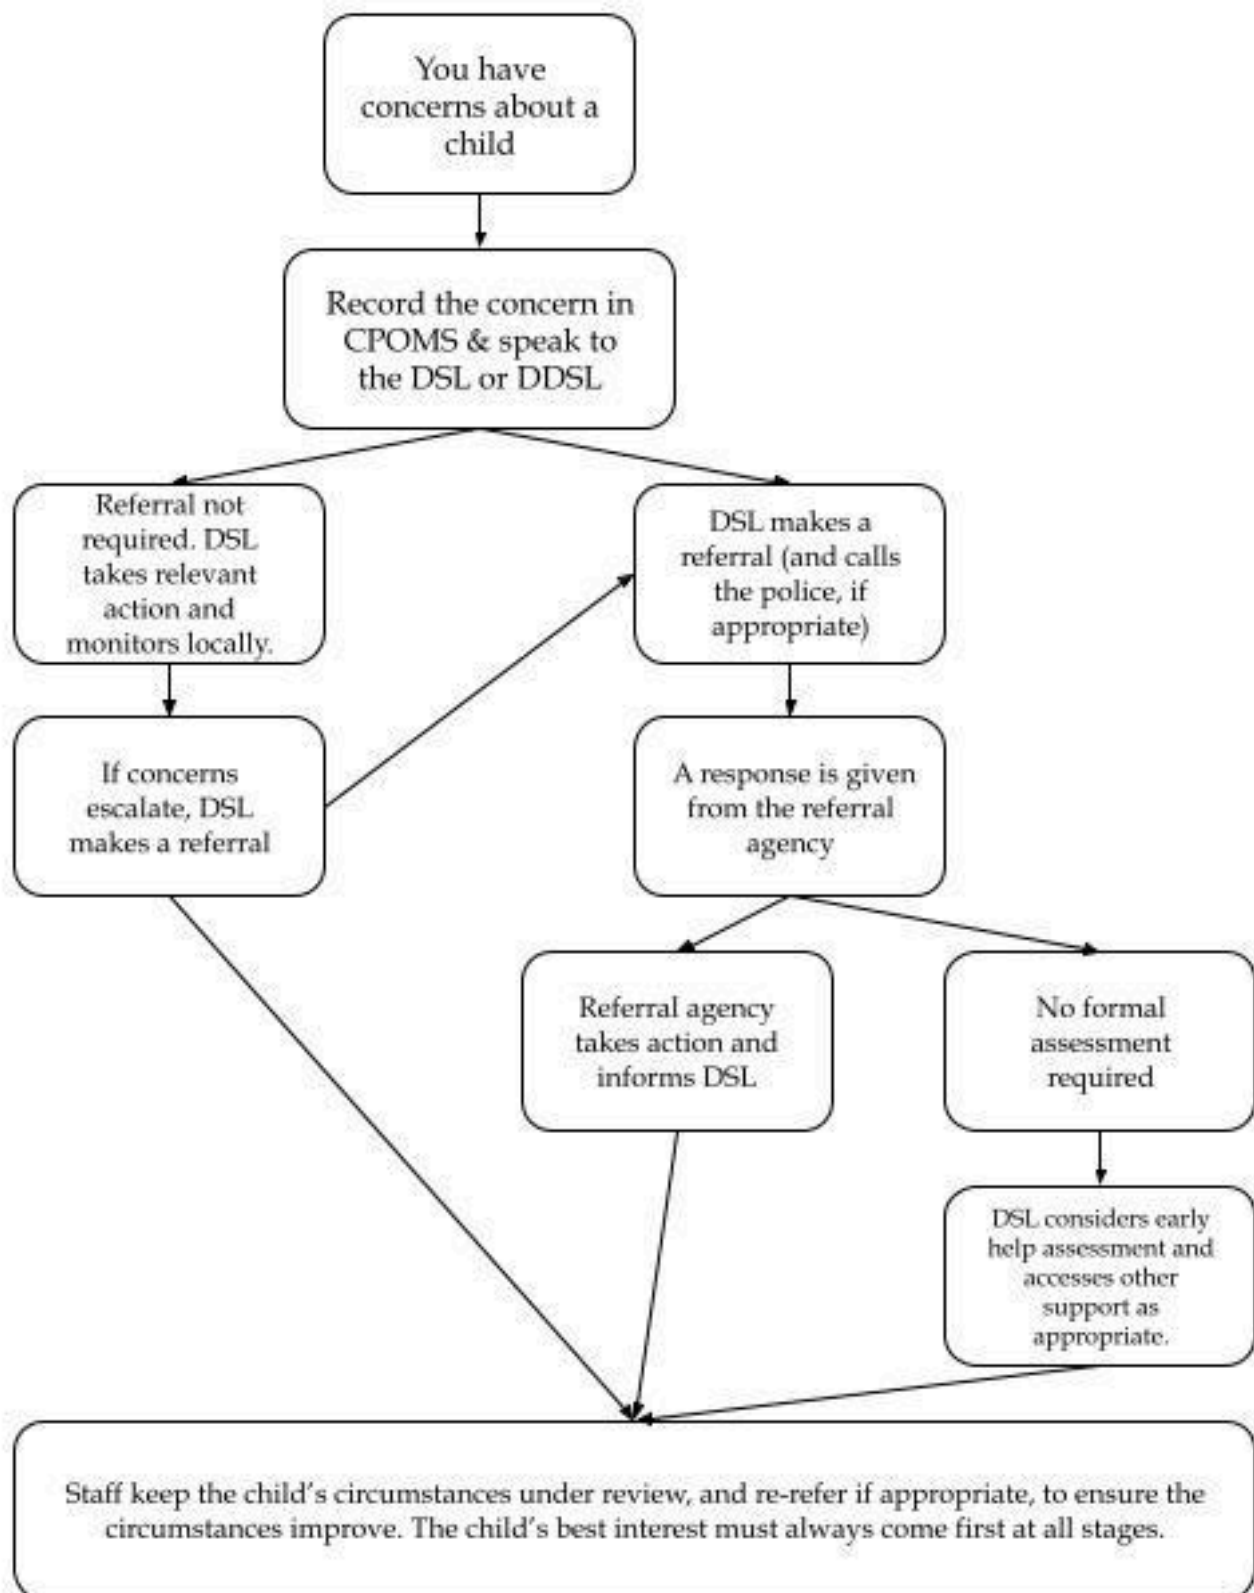 You have
concerns about a
child
Record the concern in
CPOMS & speak to
the DSL or DDSL
Referral not
required. DSL
takes relevant
action and
monitors locally.
DSL makes a
referral (and calls
the police, if
appropriate)
If concerns
escalate, DSL
makes a referral
A response is given
from the referral
agency
Referral agency
takes action and
informs DSL
No formal
assessment
required
DSL considers early
help assessment and
accesses other
support as
appropriate.
Staff keep the child’s circumstances under review, and re-refer if appropriate, to ensure the
circumstances improve. The child’s best interest must always come first at all stages.